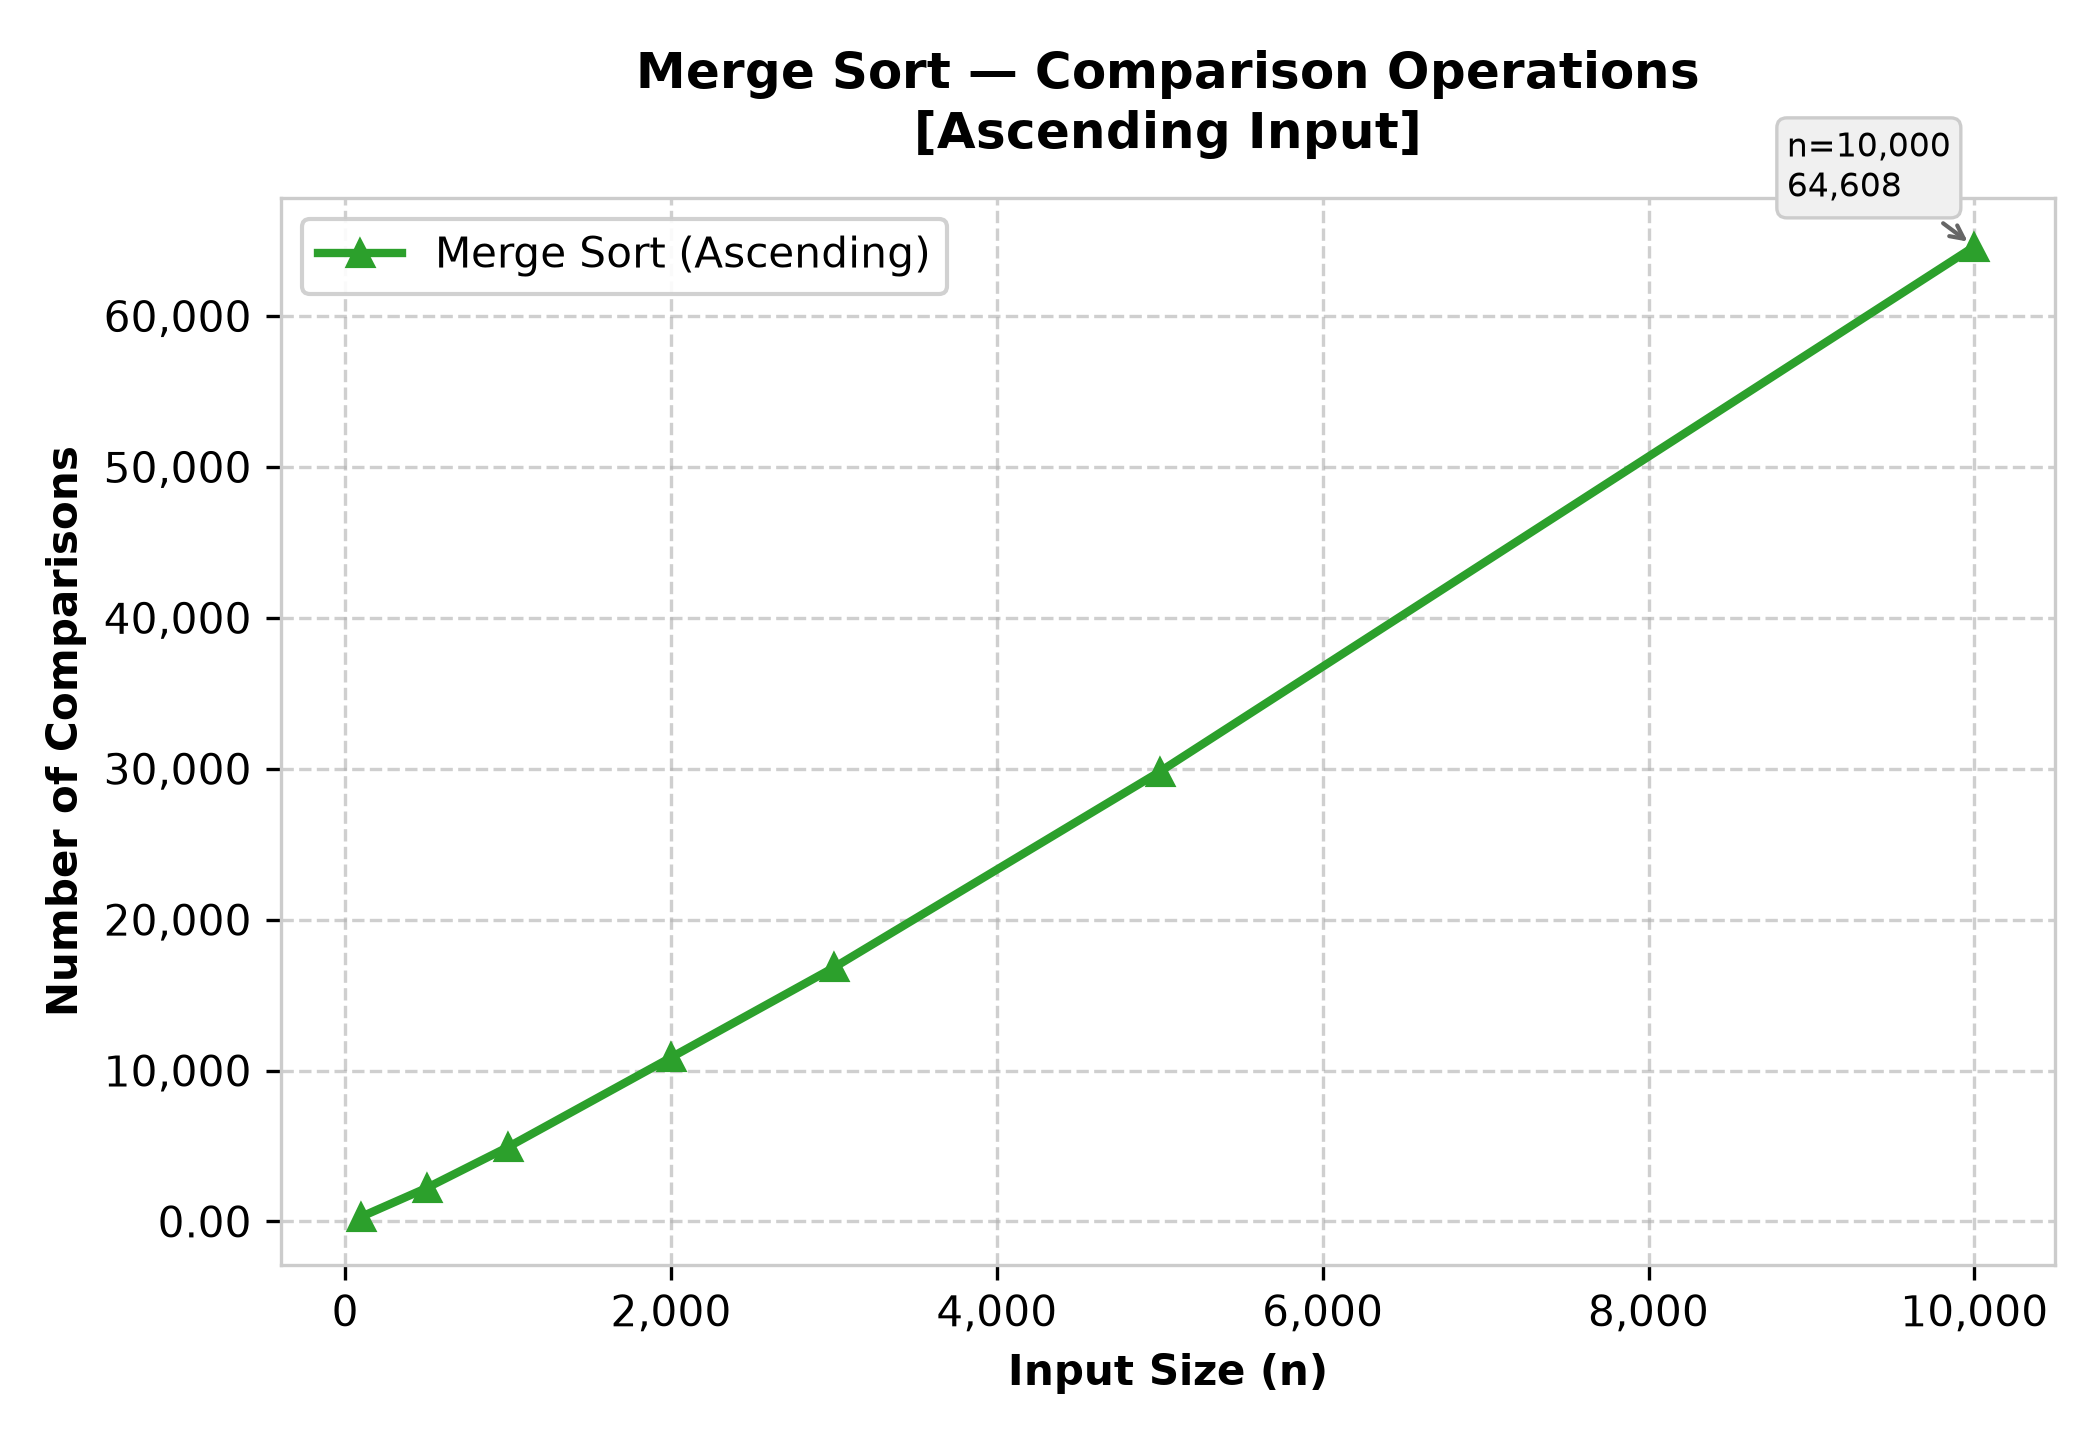 Merge Sort — Comparison Operations
[Ascending Input]
n=10,000
64,608
Merge Sort (Ascending)
60,000
50,000
40,000
30,000
20,000
10,000
0.00
Number of Comparisons
0
2,000
4,000
6,000
8,000
10,000
Input Size (n)